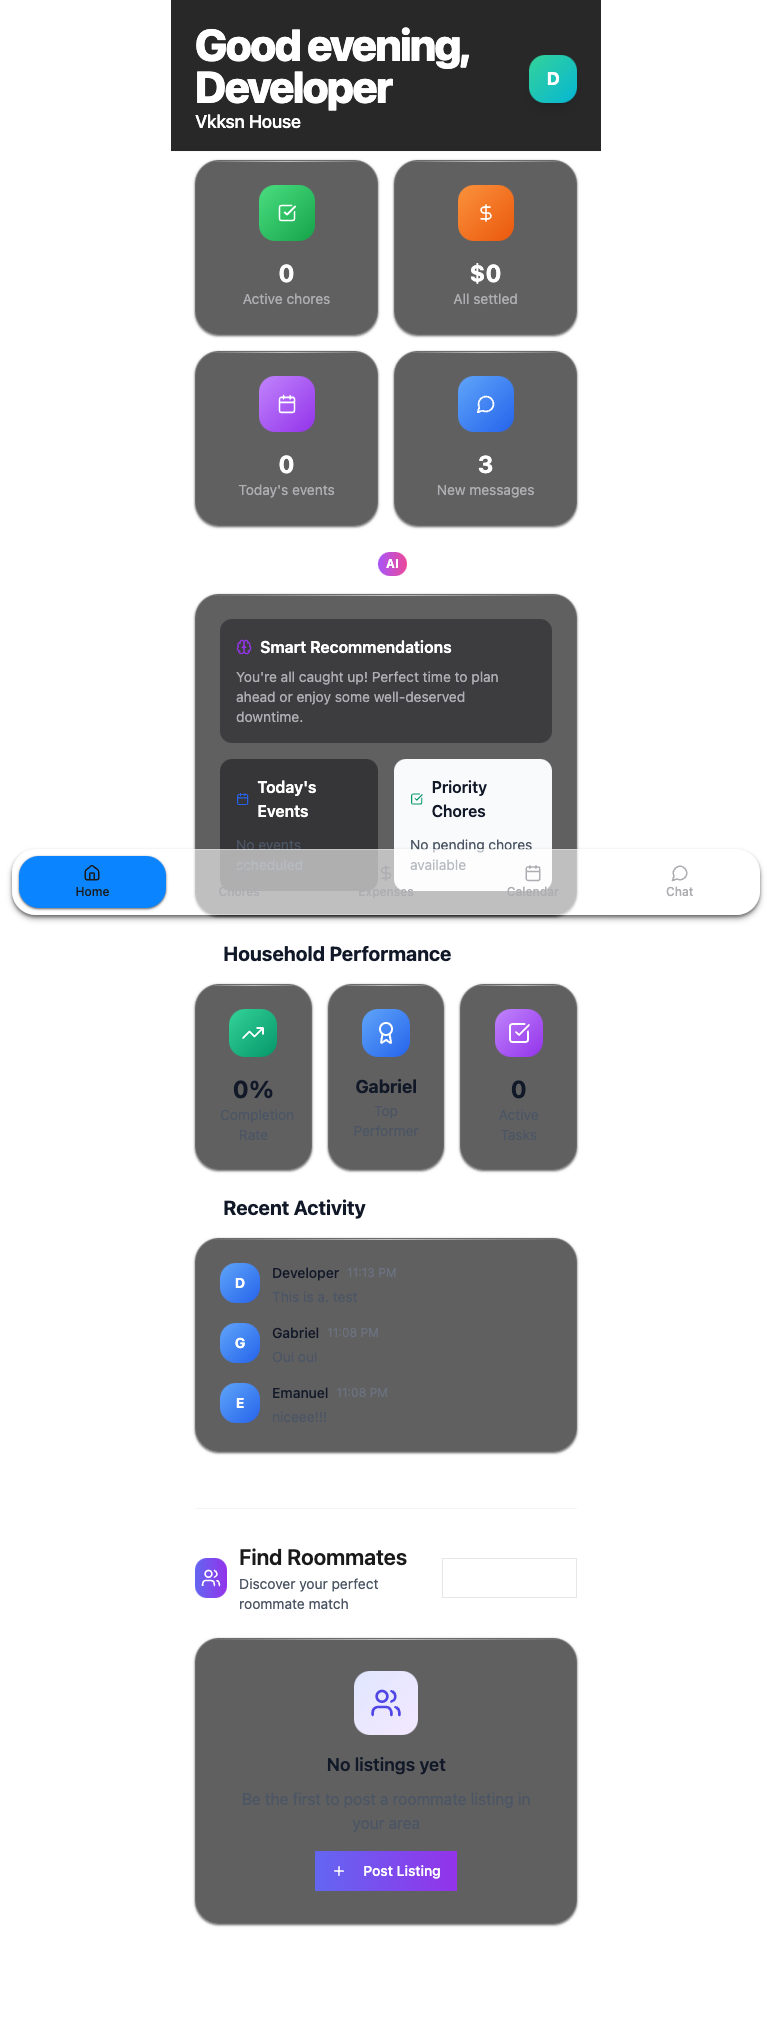 Good evening,
Developer
Vkksn House
D
0
Active chores
$0
All settled
0
Today's events
3
New messages
AI
Smart Recommendations
You're all caught up! Perfect time to plan
ahead or enjoy some well-deserved
downtime.
Today's
Events
No events
scheduled
Priority
Chores
No pending chores
available
Home
Chores
Expenses
Calendar
Chat
Household Performance
0%
Completion
Rate
Gabriel
Top
Performer
0
Active
Tasks
Recent Activity
D
Developer 11:13 PM
This is a. test
G
Gabriel 11:08 PM
Oui oui
E
Emanuel 11:08 PM
niceee!!!
Find Roommates
Discover your perfect
roommate match
No listings yet
Be the first to post a roommate listing in
your area
+ Post Listing